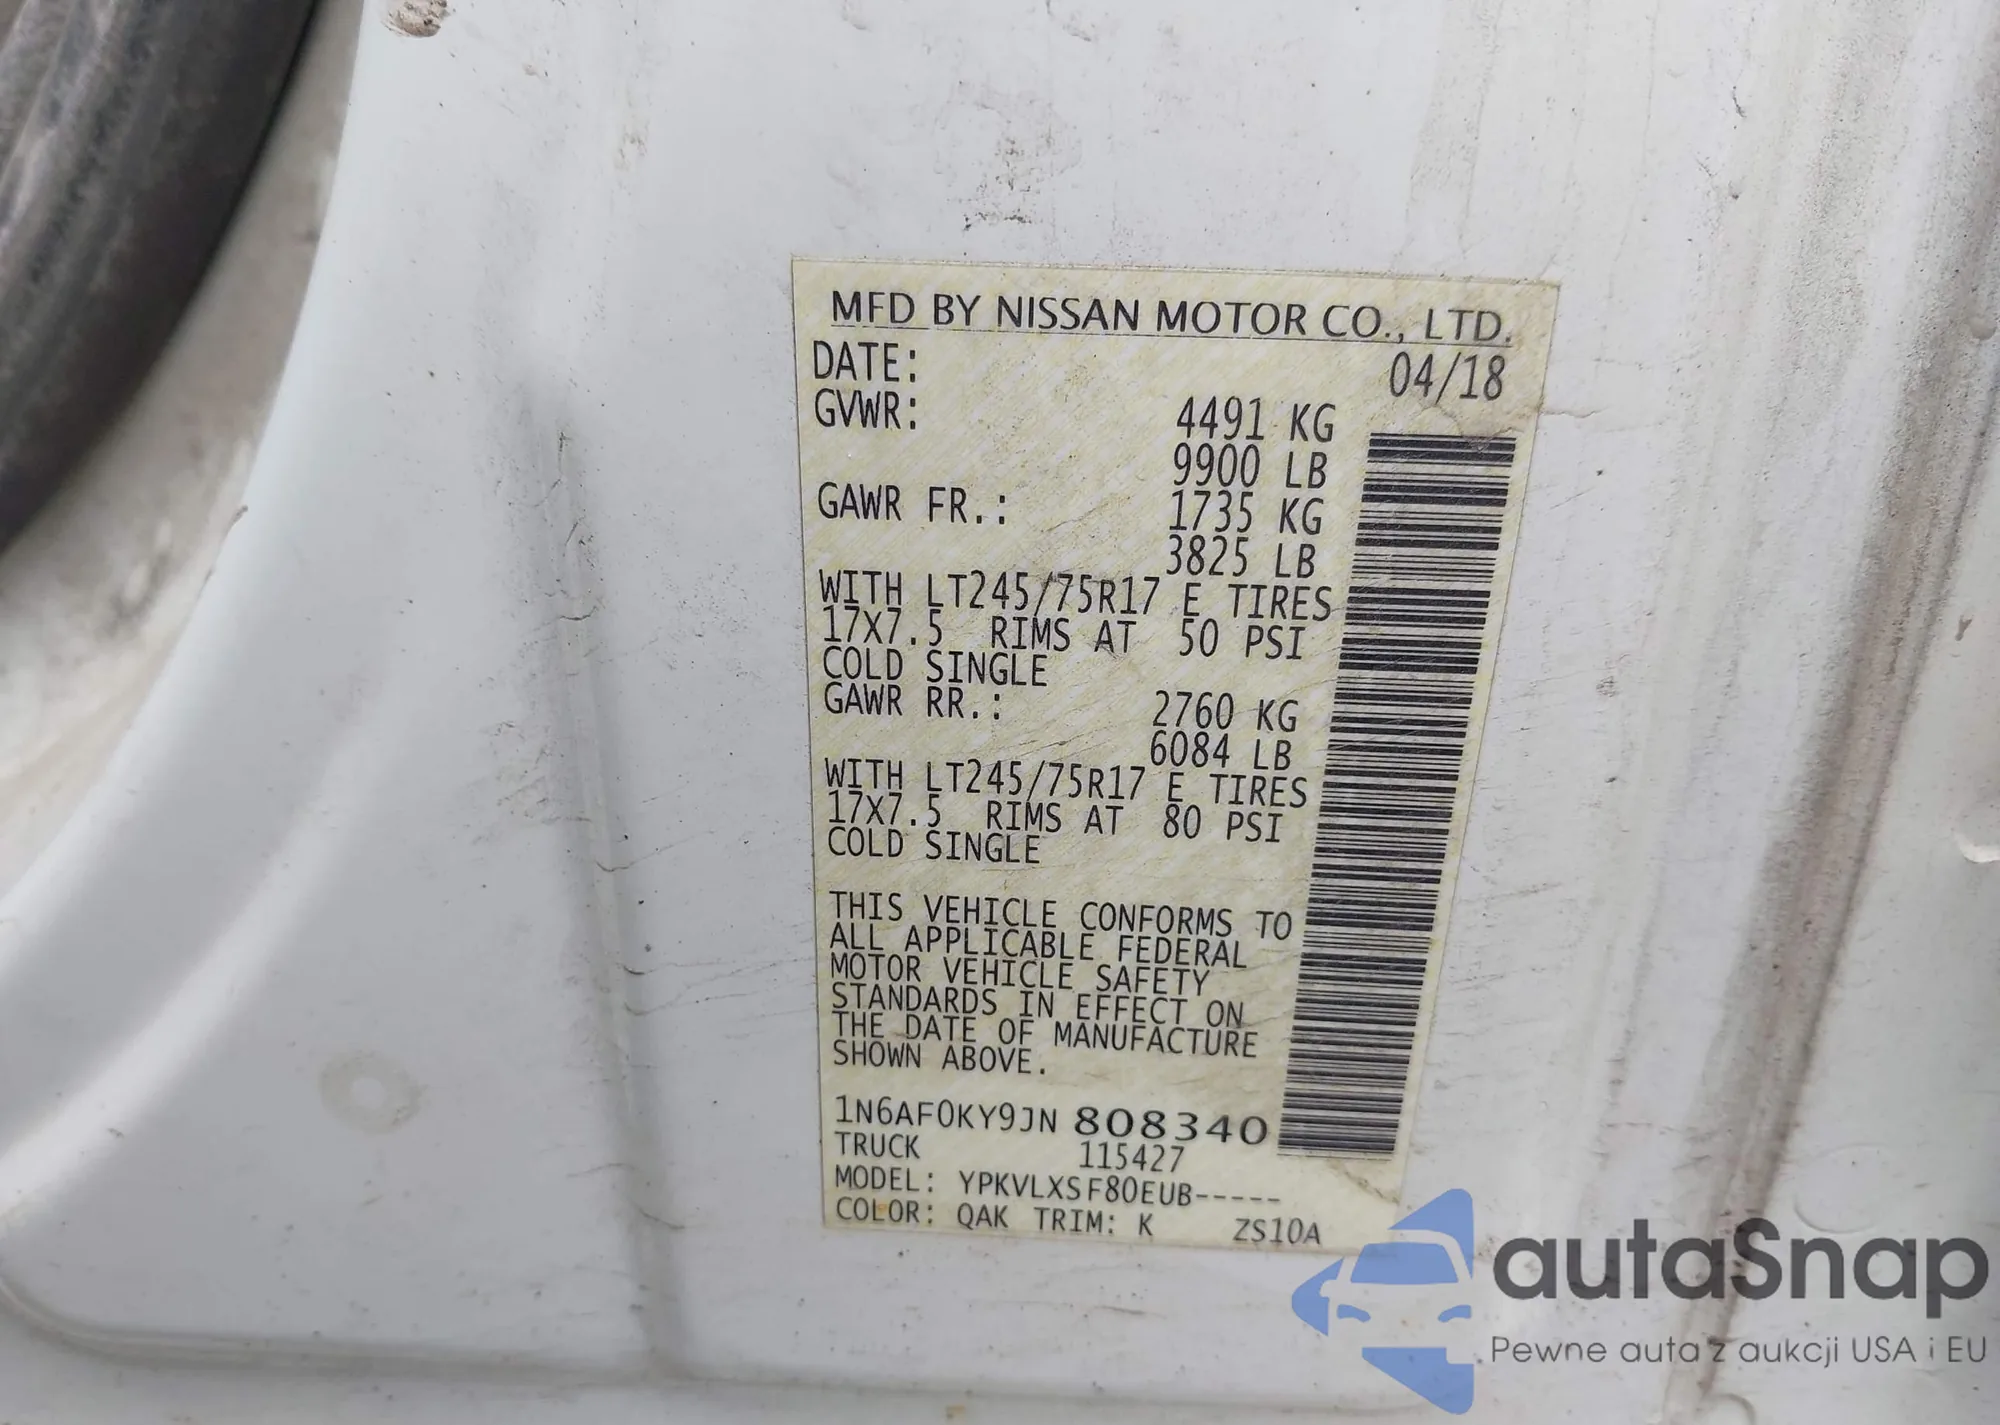 MFD BY NISSAN MOTOR CO., LTD.
DATE: 04/18
GVWR: 4491 KG
9900 LB
GAWR FR.: 1735 KG
3825 LB
WITH LT245/75R17 E TIRES
17X7.5 RIMS AT 50 PSI
COLD SINGLE
GAWR RR.: 2760 KG
6084 LB
WITH LT245/75R17 E TIRES
17X7.5 RIMS AT 80 PSI
COLD SINGLE
THIS VEHICLE CONFORMS TO
ALL APPLICABLE FEDERAL
MOTOR VEHICLE SAFETY
STANDARDS IN EFFECT ON
THE DATE OF MANUFACTURE
SHOWN ABOVE.
1N6AF0KY9JN 808340
TRUCK 115427
MODEL: YPKVLXSF80EUB-----
COLOR: QAK TRIM: K ZS10A
autaSnap
Pewne auta z aukcji USA i EU